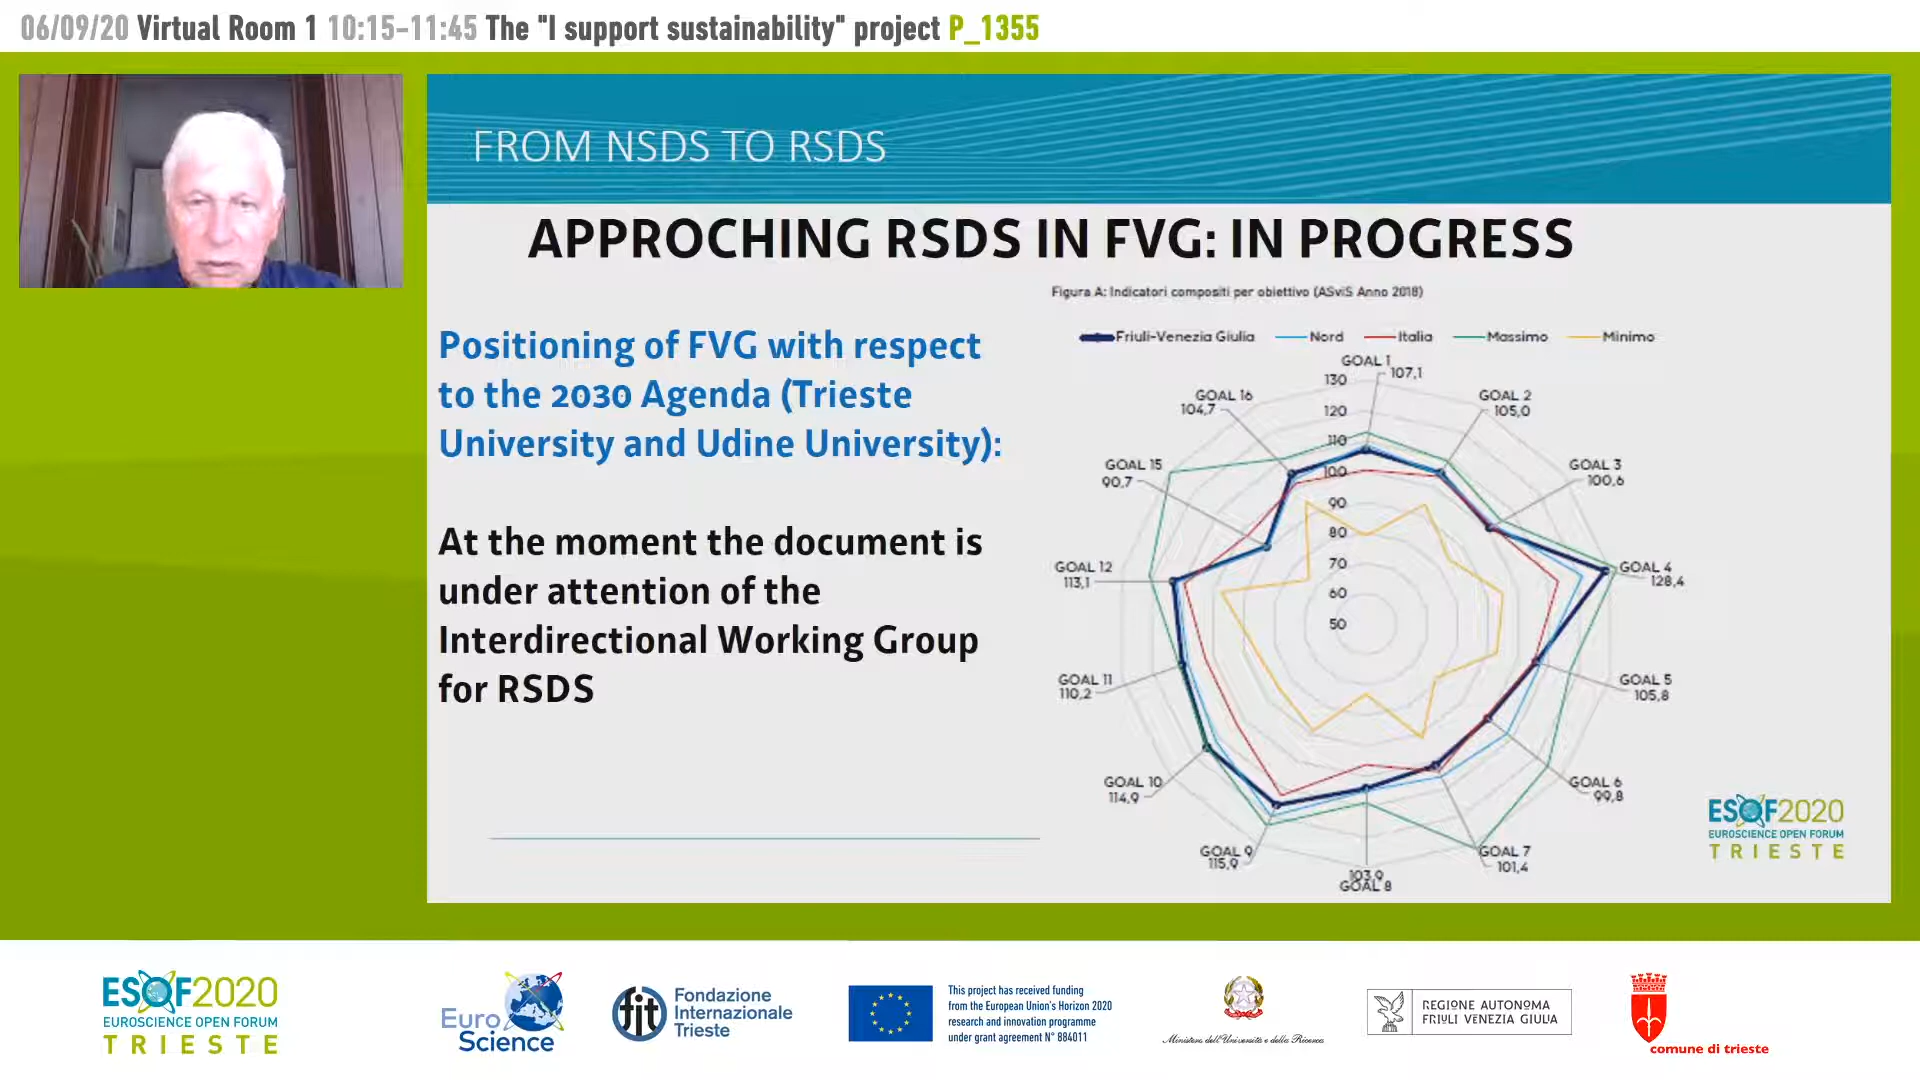 06/09/20 Virtual Room 1 10:15-11:45 The "I support sustainability" project P_1355
FROM NSDS TO RSDS
APPROCHING RSDS IN FVG: IN PROGRESS
Positioning of FVG with respect
to the 2030 Agenda (Trieste
University and Udine University):
At the moment the document is
under attention of the
Interdirectional Working Group
for RSDS
Figura A: Indicatori compositi per obiettivo (ASviS Anno 2018)
Friuli-Venezia Giulia Nord Italia Massimo Minimo
GOAL 1
107,1
GOAL 2
105,0
GOAL 3
100,6
GOAL 4
128,4
GOAL 5
105,8
GOAL 6
99,8
GOAL 7
101,4
103,9
GOAL 8
GOAL 9
115,9
GOAL 10
114,9
GOAL 11
110,2
GOAL 12
113,1
GOAL 15
90,7
GOAL 16
104,7
130
120
110
100
90
80
70
60
50
ESOF2020
EUROSCIENCE OPEN FORUM
TRIESTE
ESOF2020
EUROSCIENCE OPEN FORUM
TRIESTE
Euro
Science
fit
Fondazione
Internazionale
Trieste
This project has received funding
from the European Union's Horizon 2020
research and innovation programme
under grant agreement N° 884011
Ministero dell'Università e della Ricerca
REGIONE AUTONOMA
FRIULI VENEZIA GIULIA
comune di trieste